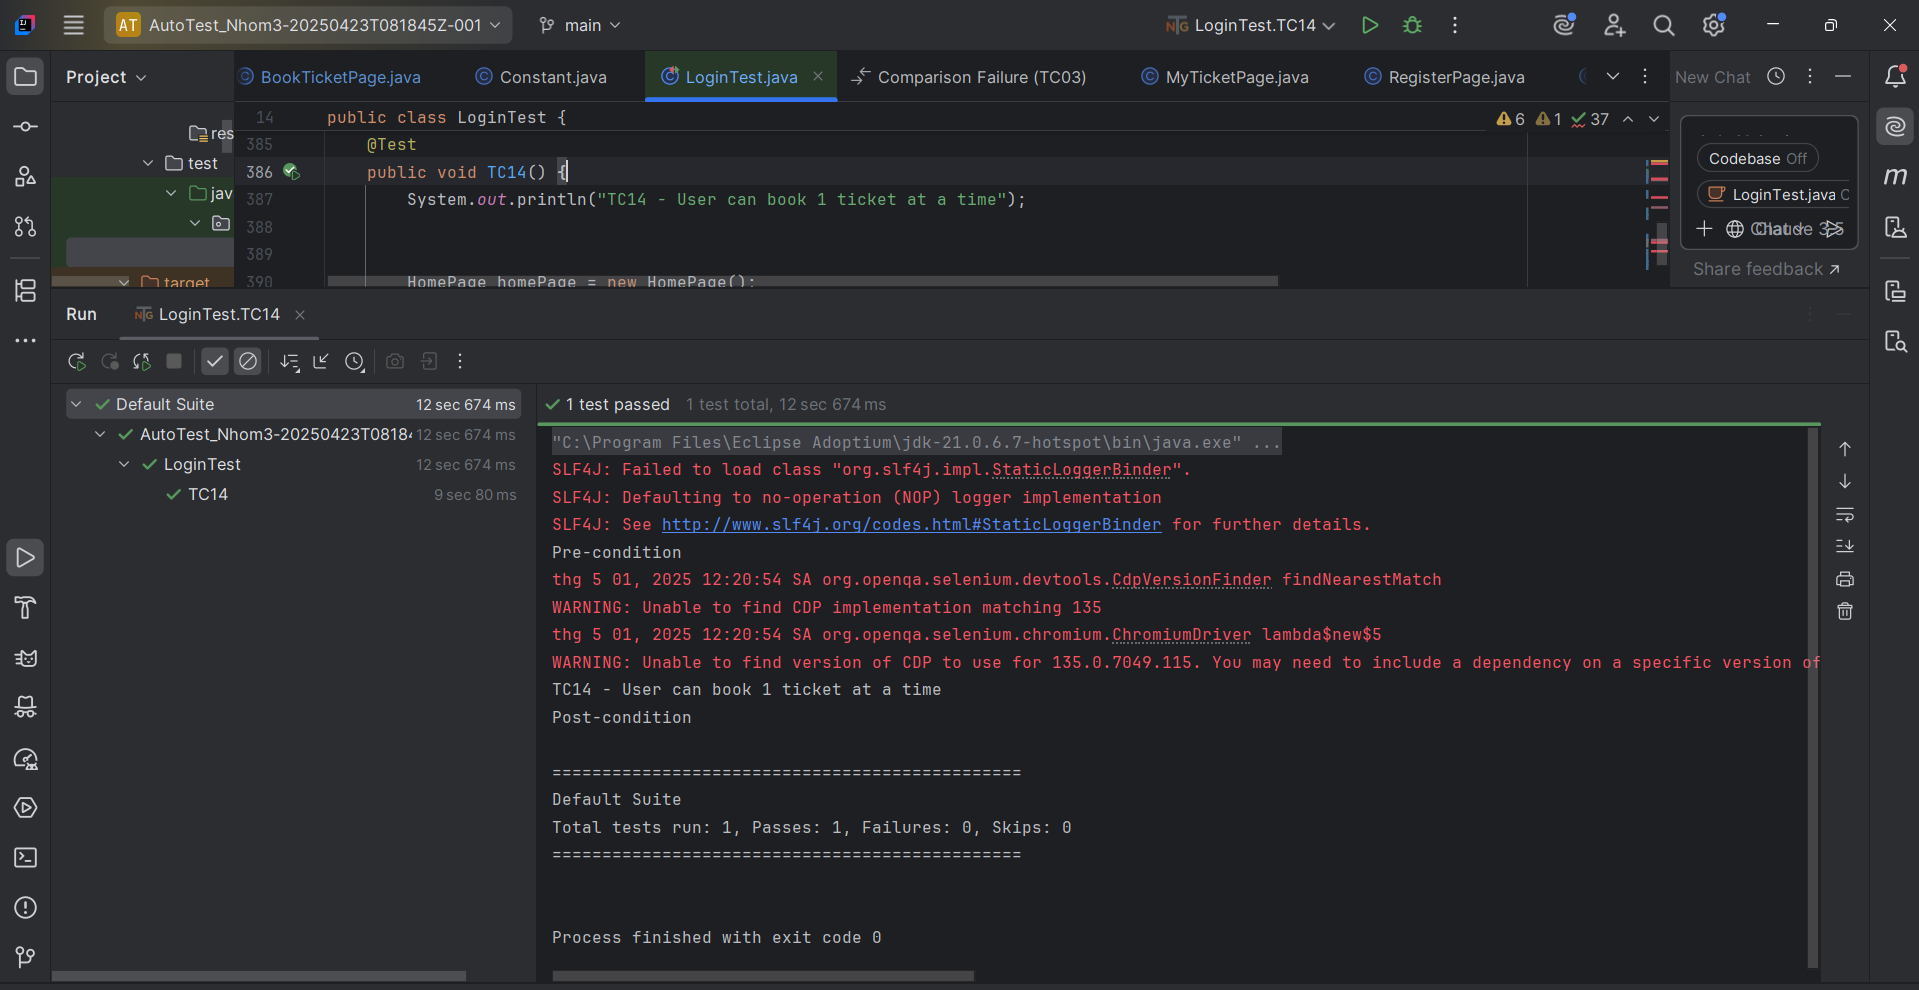 AT AutoTest_Nhom3-20250423T081845Z-001 main LoginTest.TC14
Project BookTicketPage.java Constant.java LoginTest.java Comparison Failure (TC03) MyTicketPage.java RegisterPage.java New Chat
14 public class LoginTest { 6 1 37
385 @Test
386 public void TC14() {
387 System.out.println("TC14 - User can book 1 ticket at a time");
388
389
390 HomePage homePage = new HomePage();
res
test
jav
target
Codebase Off
LoginTest.java
Share feedback ↗
Run LoginTest.TC14
Default Suite 12 sec 674 ms
AutoTest_Nhom3-20250423T0818 12 sec 674 ms
LoginTest 12 sec 674 ms
TC14 9 sec 80 ms
1 test passed 1 test total, 12 sec 674 ms
"C:\Program Files\Eclipse Adoptium\jdk-21.0.6.7-hotspot\bin\java.exe" ...
SLF4J: Failed to load class "org.slf4j.impl.StaticLoggerBinder".
SLF4J: Defaulting to no-operation (NOP) logger implementation
SLF4J: See http://www.slf4j.org/codes.html#StaticLoggerBinder for further details.
Pre-condition
thg 5 01, 2025 12:20:54 SA org.openqa.selenium.devtools.CdpVersionFinder findNearestMatch
WARNING: Unable to find CDP implementation matching 135
thg 5 01, 2025 12:20:54 SA org.openqa.selenium.chromium.ChromiumDriver lambda$new$5
WARNING: Unable to find version of CDP to use for 135.0.7049.115. You may need to include a dependency on a specific version of
TC14 - User can book 1 ticket at a time
Post-condition
===============================================
Default Suite
Total tests run: 1, Passes: 1, Failures: 0, Skips: 0
===============================================
Process finished with exit code 0